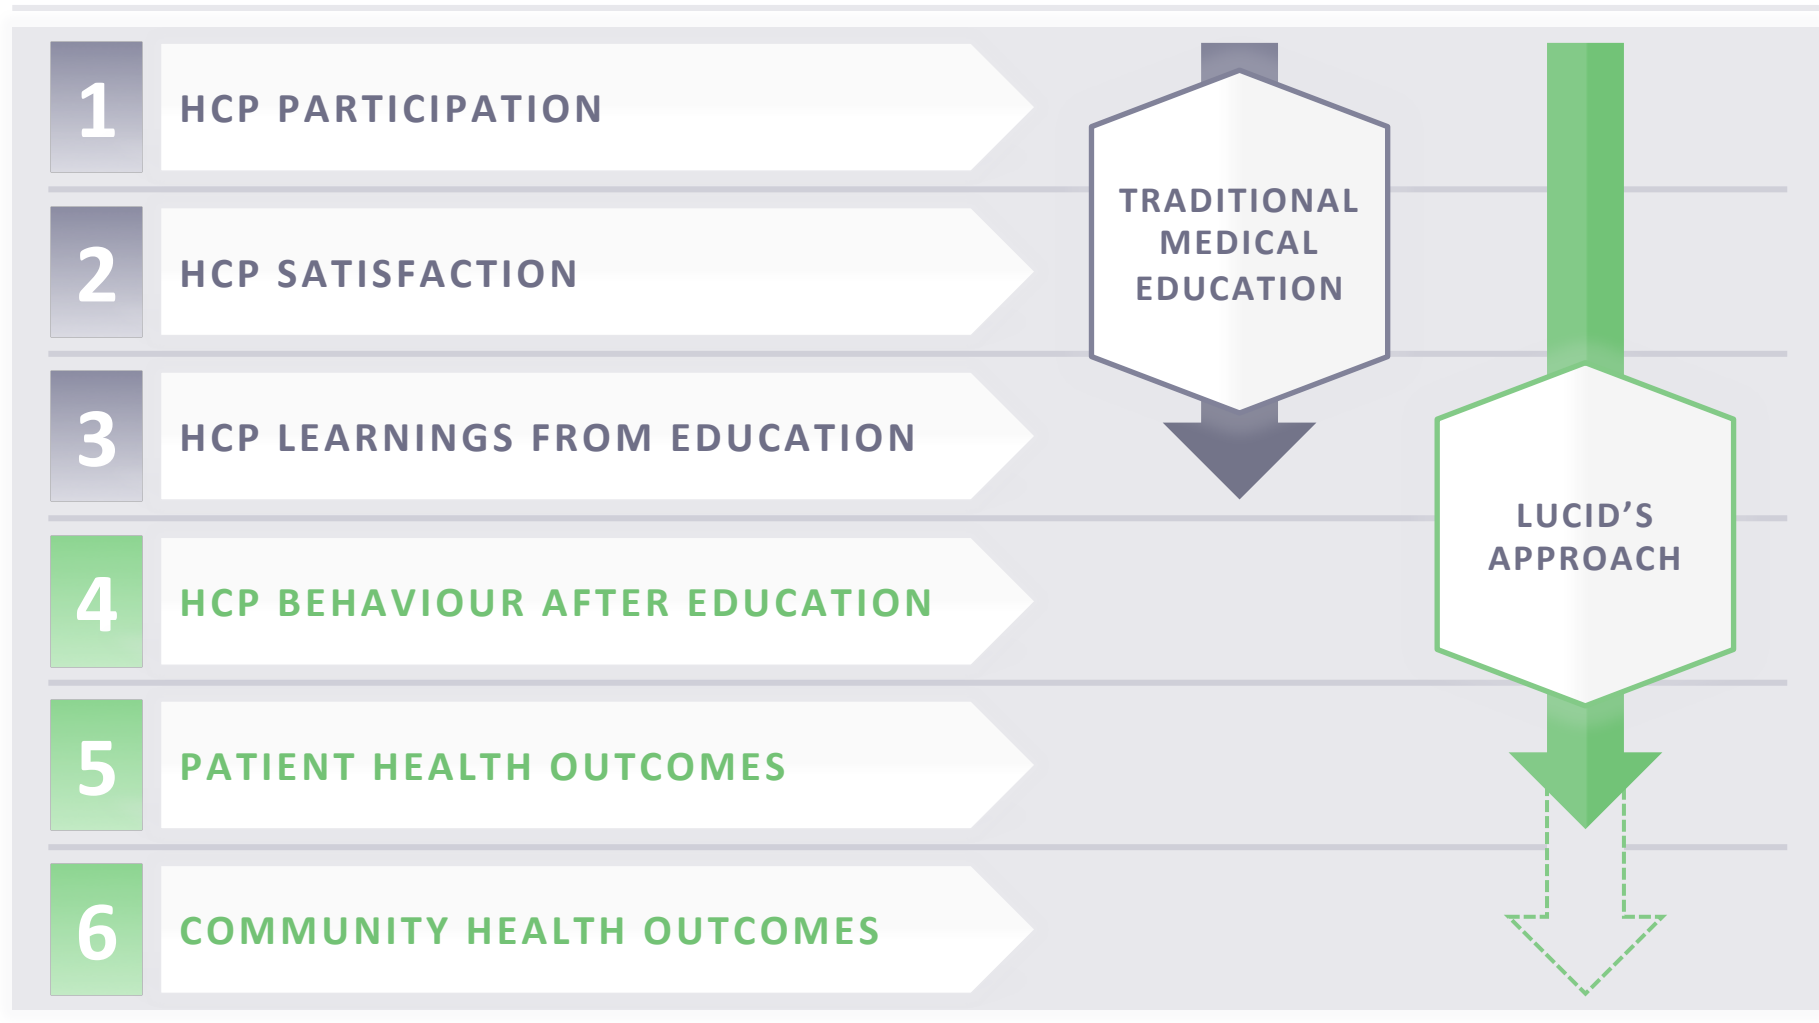 1
HCP PARTICIPATION
2
HCP SATISFACTION
3
HCP LEARNINGS FROM EDUCATION
4
HCP BEHAVIOUR AFTER EDUCATION
5
PATIENT HEALTH OUTCOMES
6
COMMUNITY HEALTH OUTCOMES
TRADITIONAL
MEDICAL
EDUCATION
LUCID’S
APPROACH